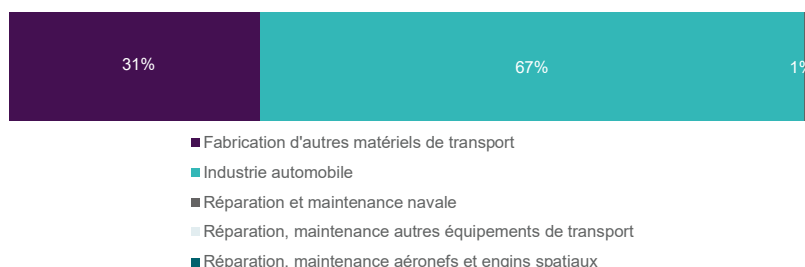 31% 67% 1%
Fabrication d'autres matériels de transport
Industrie automobile
Réparation et maintenance navale
Réparation, maintenance autres équipements de transport
Réparation, maintenance aéronefs et engins spatiaux